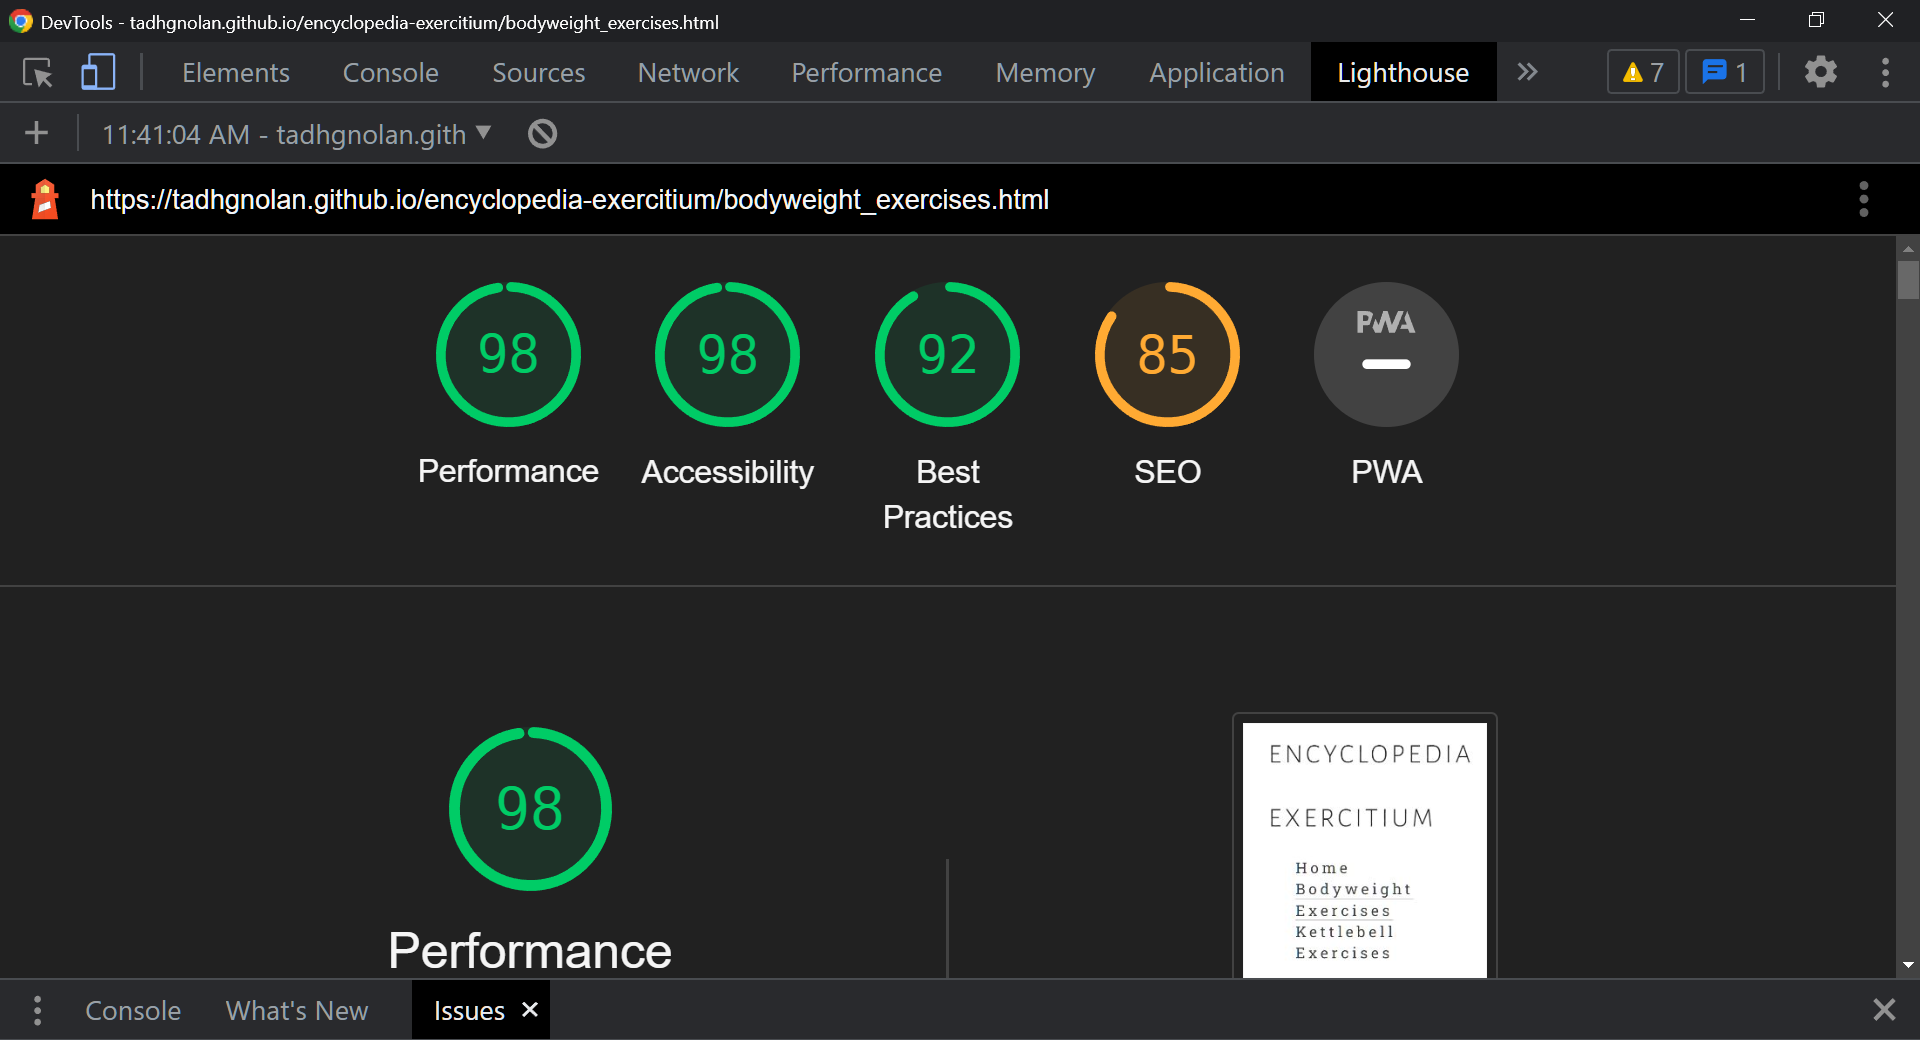 DevTools - tadhgnolan.github.io/encyclopedia-exercitium/bodyweight_exercises.html
Elements Console Sources Network Performance Memory Application Lighthouse 7 1
11:41:04 AM - tadhgnolan.gith
https://tadhgnolan.github.io/encyclopedia-exercitium/bodyweight_exercises.html
98 98 92 85 PWA
Performance Accessibility Best Practices SEO PWA
98
Performance
ENCYCLOPEDIA
EXERCITIUM
Home
Bodyweight
Exercises
Kettlebell
Exercises
Console What's New Issues